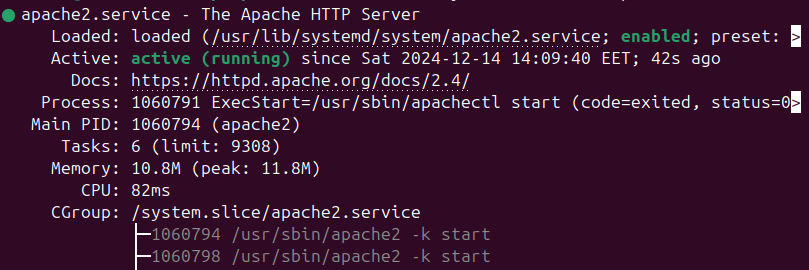 ● apache2.service - The Apache HTTP Server
Loaded: loaded (/usr/lib/systemd/system/apache2.service; enabled; preset: >
Active: active (running) since Sat 2024-12-14 14:09:40 EET; 42s ago
Docs: https://httpd.apache.org/docs/2.4/
Process: 1060791 ExecStart=/usr/sbin/apachectl start (code=exited, status=0>
Main PID: 1060794 (apache2)
Tasks: 6 (limit: 9308)
Memory: 10.8M (peak: 11.8M)
CPU: 82ms
CGroup: /system.slice/apache2.service
├─1060794 /usr/sbin/apache2 -k start
├─1060798 /usr/sbin/apache2 -k start